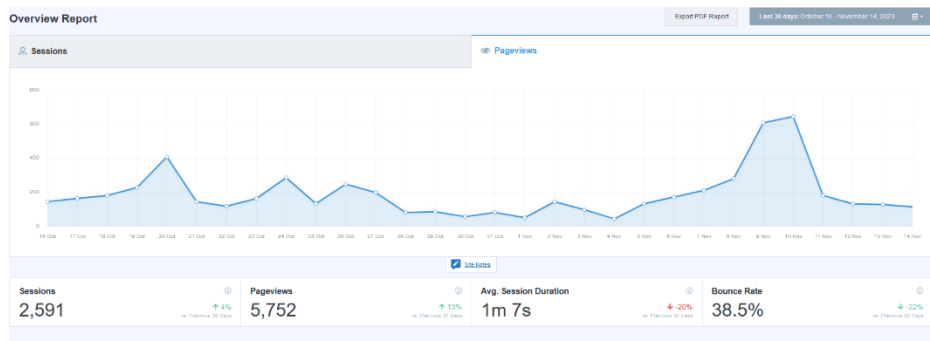 Overview Report
Export PDF Report
Last 30 days: October 16 - November 14, 2023
Sessions
Pageviews
800
600
400
200
0
16 Oct 17 Oct 18 Oct 19 Oct 20 Oct 21 Oct 22 Oct 23 Oct 24 Oct 25 Oct 26 Oct 27 Oct 28 Oct 29 Oct 30 Oct 31 Oct 1 Nov 2 Nov 3 Nov 4 Nov 5 Nov 6 Nov 7 Nov 8 Nov 9 Nov 10 Nov 11 Nov 12 Nov 13 Nov 14 Nov
Site Notes
Sessions
2,591
4%
vs. Previous 30 Days
Pageviews
5,752
13%
vs. Previous 30 Days
Avg. Session Duration
1m 7s
-20%
vs. Previous 30 Days
Bounce Rate
38.5%
-22%
vs. Previous 30 Days